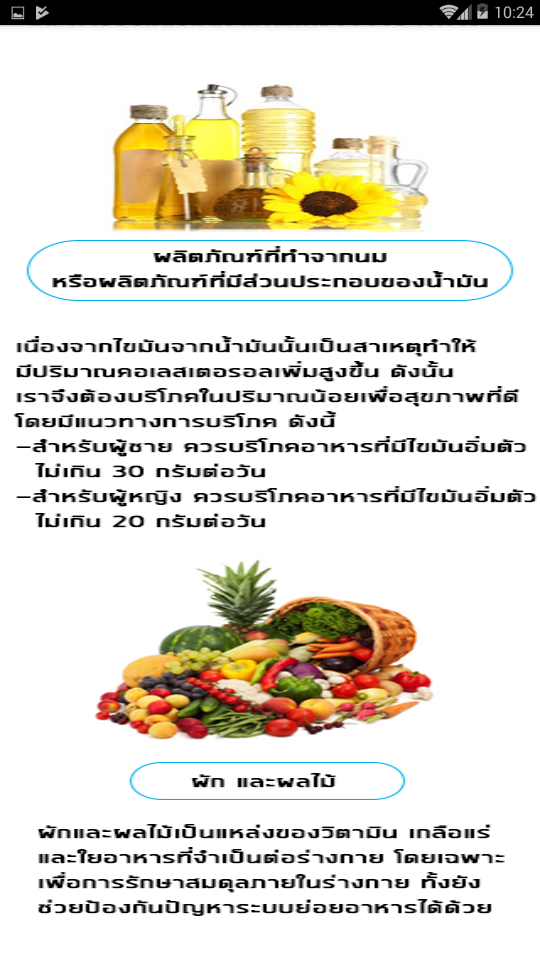 10:24
ผลิตภัณฑ์ที่ทำจากนม
หรือผลิตภัณฑ์ที่มีส่วนประกอบของน้ำมัน
เนื่องจากไขมันจากน้ำมันนั้นเป็นสาเหตุทำให้
มีปริมาณคอเลสเตอรอลเพิ่มสูงขึ้น ดังนั้น
เราจึงต้องบริโภคในปริมาณน้อยเพื่อสุขภาพที่ดี
โดยมีแนวทางการบริโภค ดังนี้
-สำหรับผู้ชาย ควรบริโภคอาหารที่มีไขมันอิ่มตัว
ไม่เกิน 30 กรัมต่อวัน
-สำหรับผู้หญิง ควรบริโภคอาหารที่มีไขมันอิ่มตัว
ไม่เกิน 20 กรัมต่อวัน
ผัก และผลไม้
ผักและผลไม้เป็นแหล่งของวิตามิน เกลือแร่
และใยอาหารที่จำเป็นต่อร่างกาย โดยเฉพาะ
เพื่อการรักษาสมดุลภายในร่างกาย ทั้งยัง
ช่วยป้องกันปัญหาระบบย่อยอาหารได้ด้วย